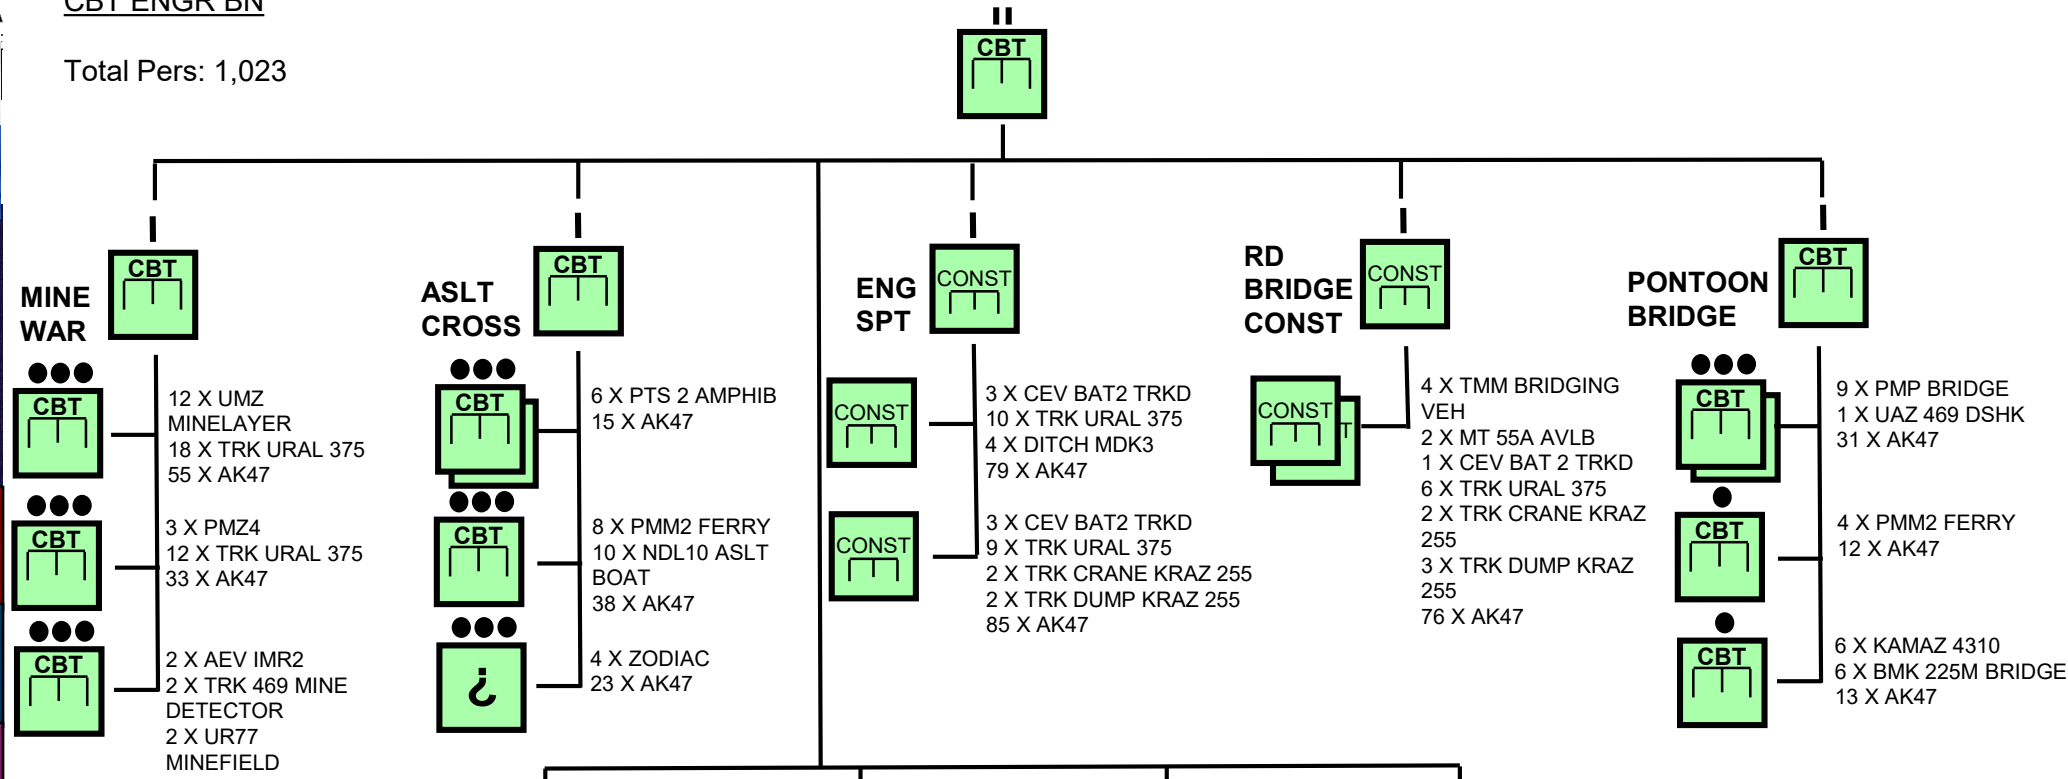 CBT ENGR BN
Total Pers: 1,023
CBT
CBT
MINE
WAR
CBT
12 X UMZ
MINELAYER
18 X TRK URAL 375
55 X AK47
CBT
3 X PMZ4
12 X TRK URAL 375
33 X AK47
CBT
2 X AEV IMR2
2 X TRK 469 MINE
DETECTOR
2 X UR77
MINEFIELD
CBT
ASLT
CROSS
CBT
6 X PTS 2 AMPHIB
15 X AK47
CBT
8 X PMM2 FERRY
10 X NDL10 ASLT
BOAT
38 X AK47
¿
4 X ZODIAC
23 X AK47
CONST
ENG
SPT
CONST
3 X CEV BAT2 TRKD
10 X TRK URAL 375
4 X DITCH MDK3
79 X AK47
CONST
3 X CEV BAT2 TRKD
9 X TRK URAL 375
2 X TRK CRANE KRAZ 255
2 X TRK DUMP KRAZ 255
85 X AK47
CONST
RD
BRIDGE
CONST
CONST
T
4 X TMM BRIDGING
VEH
2 X MT 55A AVLB
1 X CEV BAT 2 TRKD
6 X TRK URAL 375
2 X TRK CRANE KRAZ
255
3 X TRK DUMP KRAZ
255
76 X AK47
CBT
PONTOON
BRIDGE
CBT
9 X PMP BRIDGE
1 X UAZ 469 DSHK
31 X AK47
CBT
4 X PMM2 FERRY
12 X AK47
CBT
6 X KAMAZ 4310
6 X BMK 225M BRIDGE
13 X AK47